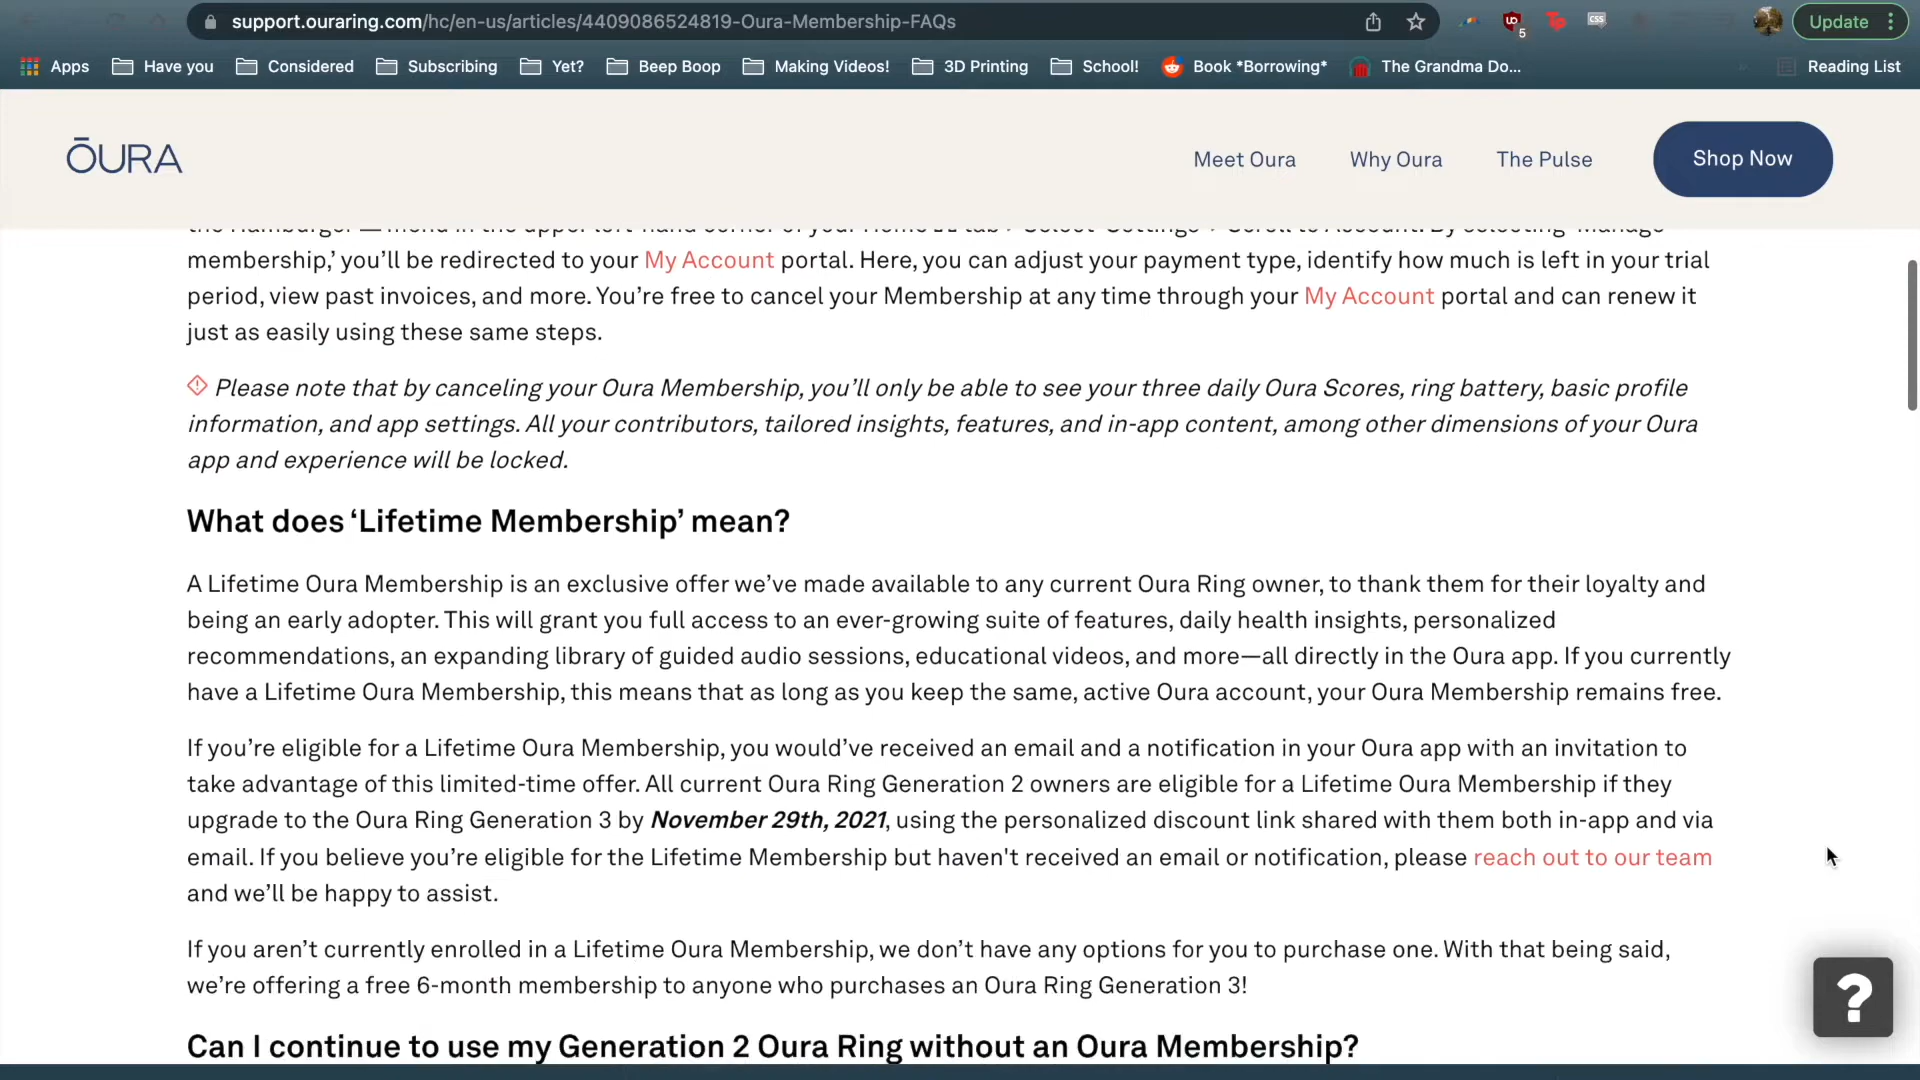 support.ouraring.com/hc/en-us/articles/4409086524819-Oura-Membership-FAQs
5
CSS
Update
Apps
Have you
Considered
Subscribing
Yet?
Beep Boop
Making Videos!
3D Printing
School!
Book *Borrowing*
The Grandma Do...
Reading List
ŌURA
Meet Oura
Why Oura
The Pulse
Shop Now
membership,’ you’ll be redirected to your My Account portal. Here, you can adjust your payment type, identify how much is left in your trial
period, view past invoices, and more. You’re free to cancel your Membership at any time through your My Account portal and can renew it
just as easily using these same steps.
Please note that by canceling your Oura Membership, you’ll only be able to see your three daily Oura Scores, ring battery, basic profile
information, and app settings. All your contributors, tailored insights, features, and in-app content, among other dimensions of your Oura
app and experience will be locked.
What does ‘Lifetime Membership’ mean?
A Lifetime Oura Membership is an exclusive offer we’ve made available to any current Oura Ring owner, to thank them for their loyalty and
being an early adopter. This will grant you full access to an ever-growing suite of features, daily health insights, personalized
recommendations, an expanding library of guided audio sessions, educational videos, and more—all directly in the Oura app. If you currently
have a Lifetime Oura Membership, this means that as long as you keep the same, active Oura account, your Oura Membership remains free.
If you’re eligible for a Lifetime Oura Membership, you would’ve received an email and a notification in your Oura app with an invitation to
take advantage of this limited-time offer. All current Oura Ring Generation 2 owners are eligible for a Lifetime Oura Membership if they
upgrade to the Oura Ring Generation 3 by November 29th, 2021, using the personalized discount link shared with them both in-app and via
email. If you believe you’re eligible for the Lifetime Membership but haven't received an email or notification, please reach out to our team
and we’ll be happy to assist.
If you aren’t currently enrolled in a Lifetime Oura Membership, we don’t have any options for you to purchase one. With that being said,
we’re offering a free 6-month membership to anyone who purchases an Oura Ring Generation 3!
Can I continue to use my Generation 2 Oura Ring without an Oura Membership?
?